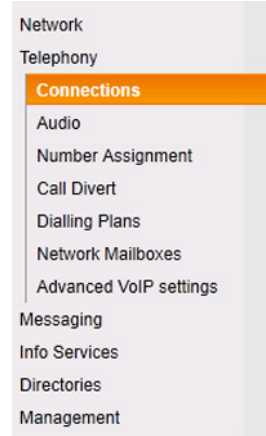 Network
Telephony
Connections
Audio
Number Assignment
Call Divert
Dialling Plans
Network Mailboxes
Advanced VoIP settings
Messaging
Info Services
Directories
Management